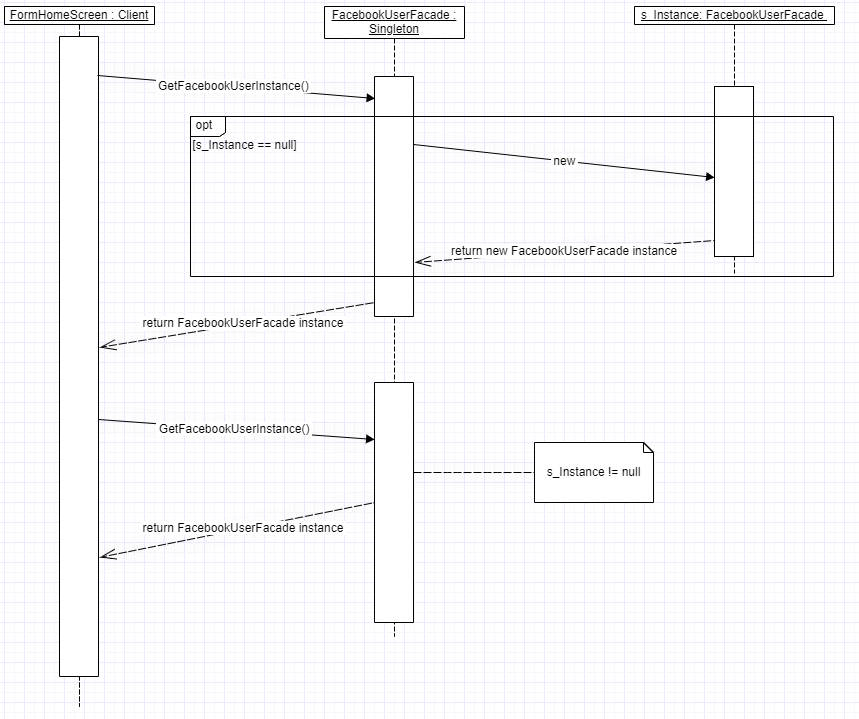 FormHomeScreen : Client
FacebookUserFacade :
Singleton
s_Instance: FacebookUserFacade
GetFacebookUserInstance()
opt
[s_Instance == null]
new
return new FacebookUserFacade instance
return FacebookUserFacade instance
GetFacebookUserInstance()
s_Instance != null
return FacebookUserFacade instance